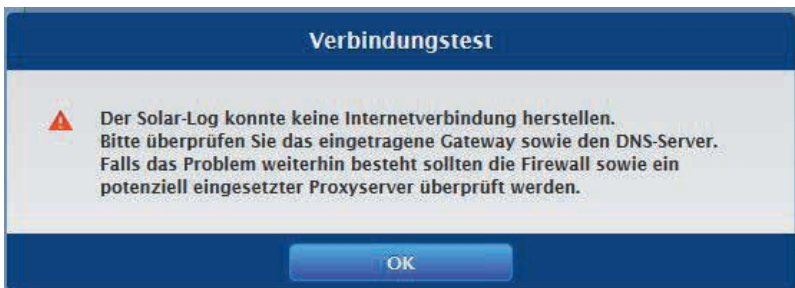 Verbindungstest
Der Solar-Log konnte keine Internetverbindung herstellen.
Bitte überprüfen Sie das eingetragene Gateway sowie den DNS-Server.
Falls das Problem weiterhin besteht sollten die Firewall sowie ein
potenziell eingesetzter Proxyserver überprüft werden.
OK